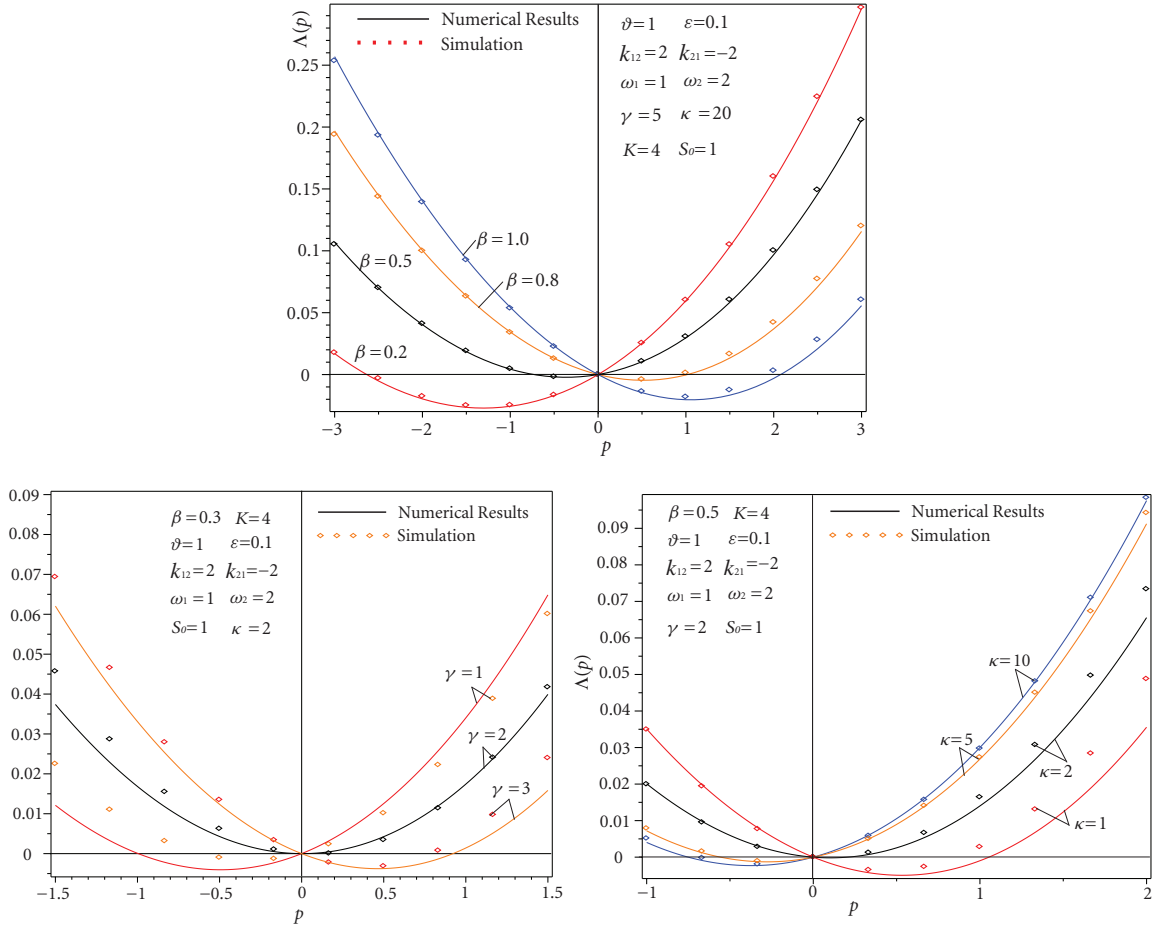 Λ(p)
Numerical Results
Simulation
ϑ=1 ε=0.1
k12=2 k21=−2
ω1=1 ω2=2
γ=5 κ=20
K=4 S0=1
0.25
0.2
0.15
0.1
0.05
0
β=1.0
β=0.5
β=0.8
β=0.2
−3 −2 −1 0 1 2 3
p
0.09
0.08
0.07
0.06
0.05
0.04
0.03
0.02
0.01
0
β=0.3 K=4
ϑ=1 ε=0.1
k12=2 k21=−2
ω1=1 ω2=2
S0=1 κ=2
Numerical Results
Simulation
γ=1
γ=2
γ=3
−1.5 −1 −0.5 0 0.5 1 1.5
p
Λ(p)
0.09
0.08
0.07
0.06
0.05
0.04
0.03
0.02
0.01
0
β=0.5 K=4
ϑ=1 ε=0.1
k12=2 k21=−2
ω1=1 ω2=2
γ=2 S0=1
Numerical Results
Simulation
κ=10
κ=5
κ=2
κ=1
−1 0 1 2
p